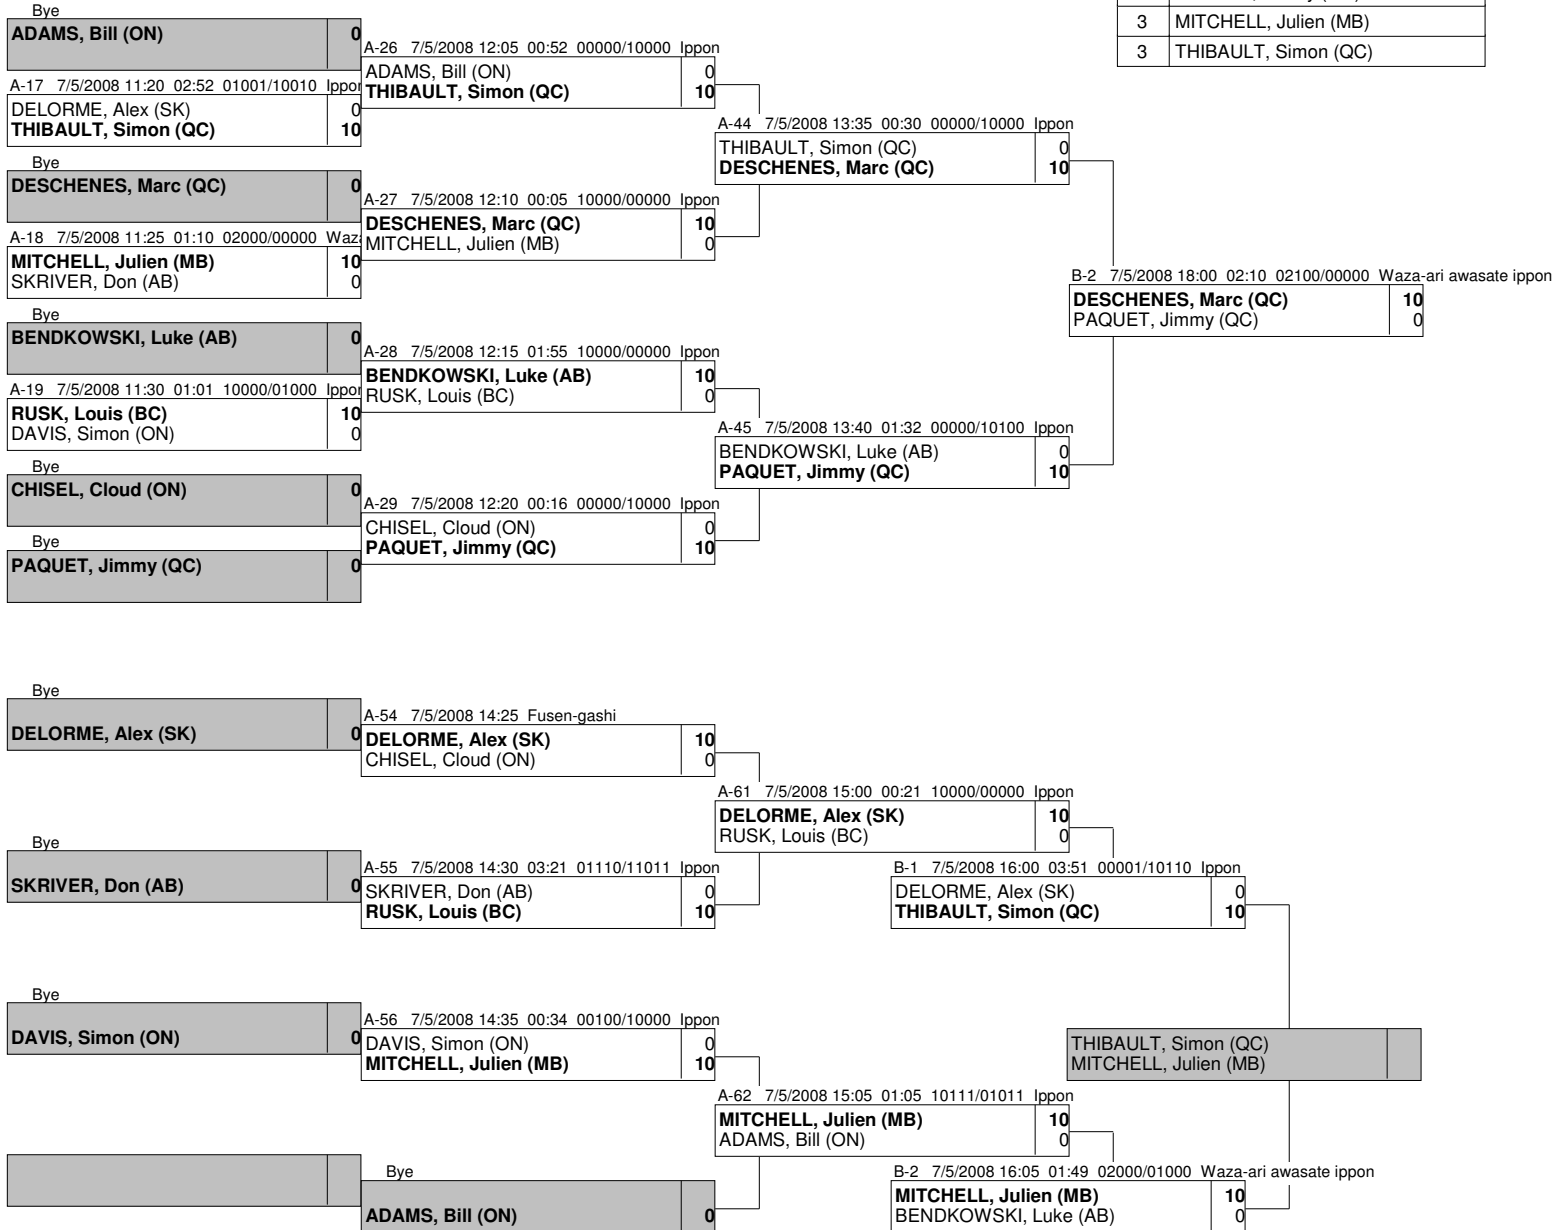 Bye
ADAMS, Bill (ON) 0
A-17 7/5/2008 11:20 02:52 01001/10010 Ippon
DELORME, Alex (SK) 0
THIBAULT, Simon (QC) 10
Bye
DESCHENES, Marc (QC) 0
A-18 7/5/2008 11:25 01:10 02000/00000
MITCHELL, Julien (MB) 10
SKRIVER, Don (AB) 0
Bye
BENDKOWSKI, Luke (AB) 0
A-19 7/5/2008 11:30 01:01 10000/01000 Ippon
RUSK, Louis (BC) 10
DAVIS, Simon (ON) 0
Bye
CHISEL, Cloud (ON) 0
Bye
PAQUET, Jimmy (QC) 0
A-26 7/5/2008 12:05 00:52 00000/10000 Ippon
ADAMS, Bill (ON) 0
THIBAULT, Simon (QC) 10
A-27 7/5/2008 12:10 00:05 10000/00000 Ippon
DESCHENES, Marc (QC) 10
MITCHELL, Julien (MB) 0
A-28 7/5/2008 12:15 01:55 10000/00000 Ippon
BENDKOWSKI, Luke (AB) 10
RUSK, Louis (BC) 0
A-29 7/5/2008 12:20 00:16 00000/10000 Ippon
CHISEL, Cloud (ON) 0
PAQUET, Jimmy (QC) 10
A-44 7/5/2008 13:35 00:30 00000/10000 Ippon
THIBAULT, Simon (QC) 0
DESCHENES, Marc (QC) 10
A-45 7/5/2008 13:40 01:32 00000/10100 Ippon
BENDKOWSKI, Luke (AB) 0
PAQUET, Jimmy (QC) 10
3 MITCHELL, Julien (MB)
3 THIBAULT, Simon (QC)
B-2 7/5/2008 18:00 02:10 02100/00000 Waza-ari awasate ippon
DESCHENES, Marc (QC) 10
PAQUET, Jimmy (QC) 0
Bye
DELORME, Alex (SK) 0
Bye
SKRIVER, Don (AB) 0
Bye
DAVIS, Simon (ON) 0
A-54 7/5/2008 14:25 Fusen-gashi
DELORME, Alex (SK) 10
CHISEL, Cloud (ON) 0
A-55 7/5/2008 14:30 03:21 01110/11011 Ippon
SKRIVER, Don (AB) 0
RUSK, Louis (BC) 10
A-56 7/5/2008 14:35 00:34 00100/10000 Ippon
DAVIS, Simon (ON) 0
MITCHELL, Julien (MB) 10
Bye
ADAMS, Bill (ON) 0
A-61 7/5/2008 15:00 00:21 10000/00000 Ippon
DELORME, Alex (SK) 10
RUSK, Louis (BC) 0
A-62 7/5/2008 15:05 01:05 10111/01011 Ippon
MITCHELL, Julien (MB) 10
ADAMS, Bill (ON) 0
B-1 7/5/2008 16:00 03:51 00001/10110 Ippon
DELORME, Alex (SK) 0
THIBAULT, Simon (QC) 10
B-2 7/5/2008 16:05 01:49 02000/01000 Waza-ari awasate ippon
MITCHELL, Julien (MB) 10
BENDKOWSKI, Luke (AB) 0
THIBAULT, Simon (QC)
MITCHELL, Julien (MB)